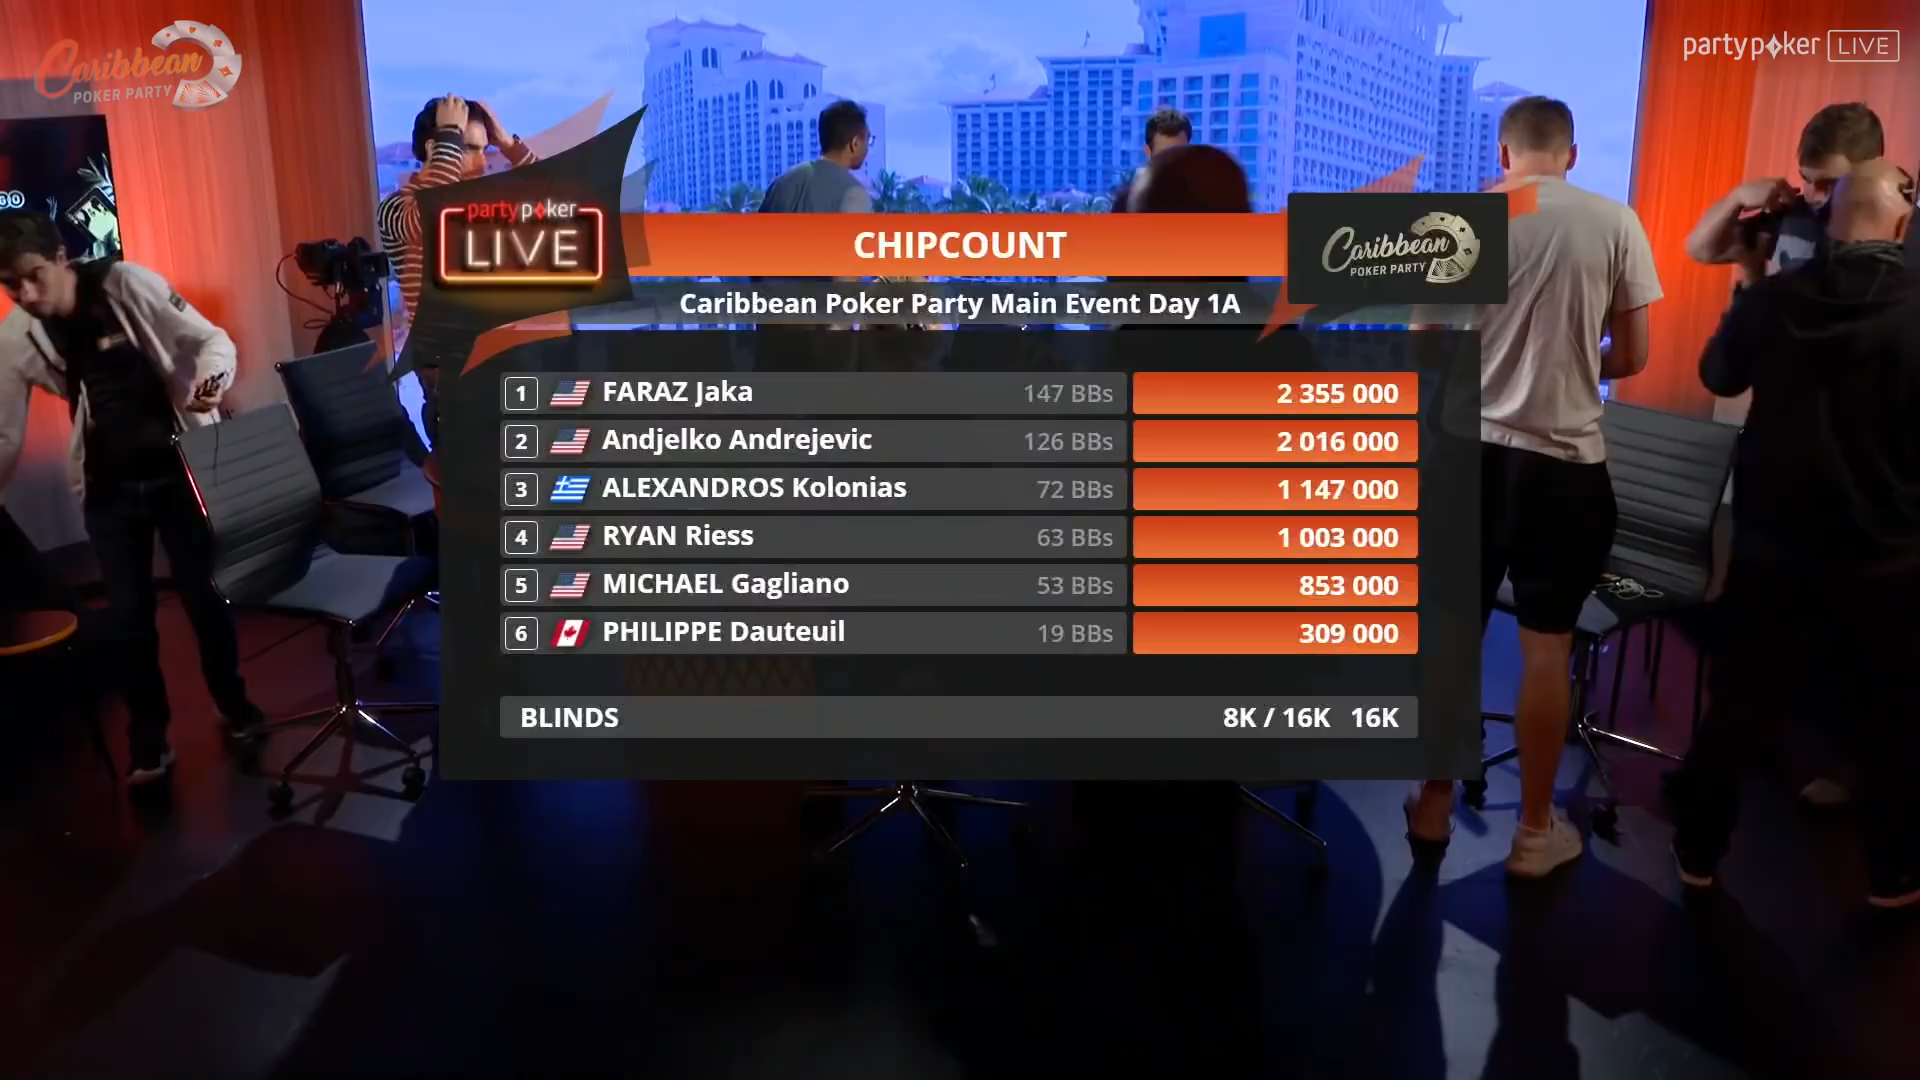 Caribbean
POKER PARTY
partypoker LIVE
partypoker
LIVE
CHIPCOUNT
Caribbean
POKER PARTY
Caribbean Poker Party Main Event Day 1A
1 FARAZ Jaka 147 BBs 2 355 000
2 Andjelko Andrejevic 126 BBs 2 016 000
3 ALEXANDROS Kolonias 72 BBs 1 147 000
4 RYAN Riess 63 BBs 1 003 000
5 MICHAEL Gagliano 53 BBs 853 000
6 PHILIPPE Dauteuil 19 BBs 309 000
BLINDS 8K / 16K 16K